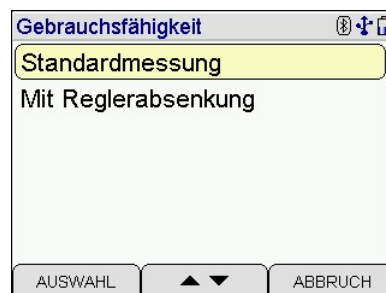 Gebrauchsfähigkeit
Standardmessung
Mit Reglerabsenkung
AUSWAHL ▲ ▼ ABBRUCH